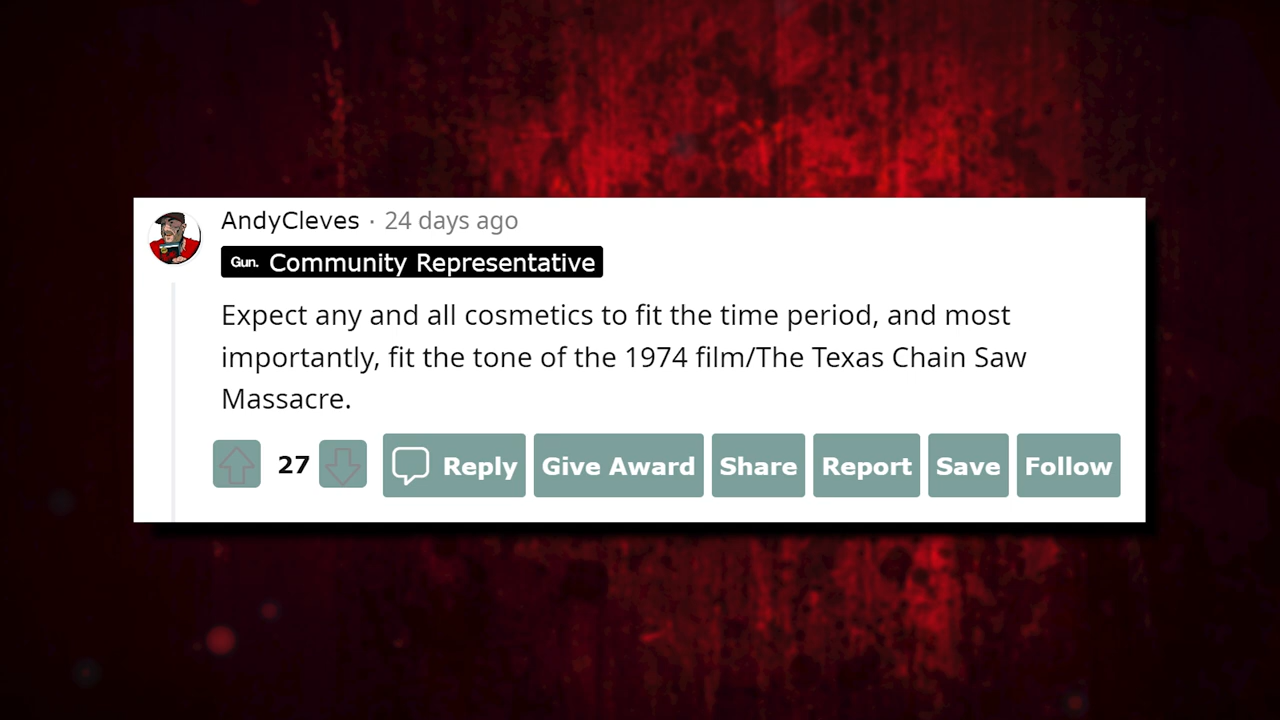 AndyCleves · 24 days ago
Gun. Community Representative
Expect any and all cosmetics to fit the time period, and most
importantly, fit the tone of the 1974 film/The Texas Chain Saw
Massacre.
27 Reply Give Award Share Report Save Follow